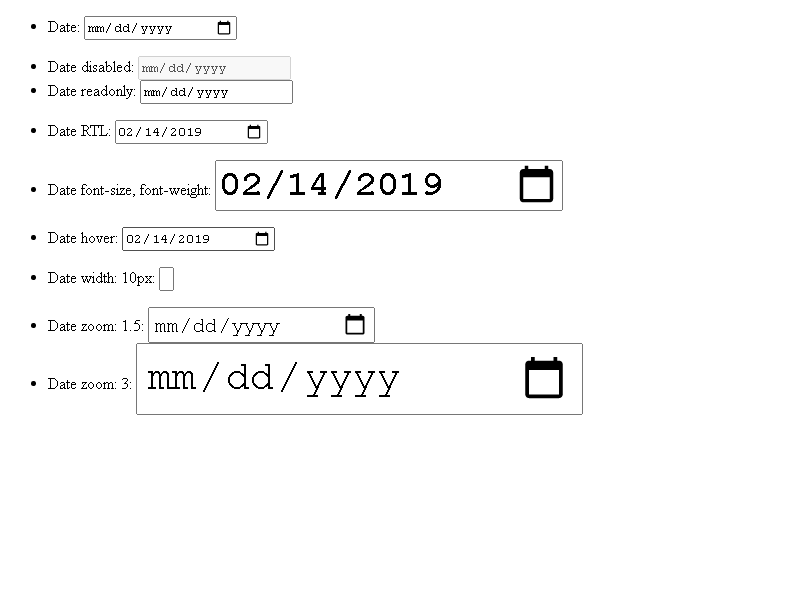 Date: mm/dd/yyyy
Date disabled: mm/dd/yyyy
Date readonly: mm/dd/yyyy
Date RTL: 02/14/2019
Date font-size, font-weight: 02/14/2019
Date hover: 02/14/2019
Date width: 10px:
Date zoom: 1.5: mm/dd/yyyy
Date zoom: 3: mm/dd/yyyy